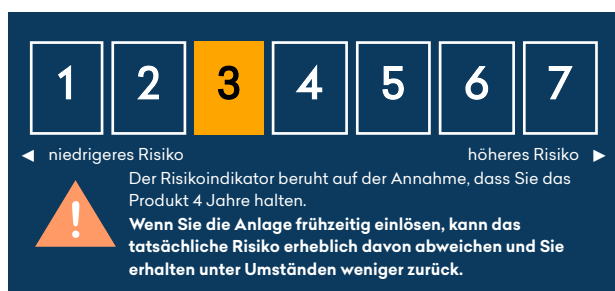 1 2 3 4 5 6 7
◄ niedrigeres Risiko höheres Risiko ►
Der Risikoindikator beruht auf der Annahme, dass Sie das
Produkt 4 Jahre halten.
Wenn Sie die Anlage frühzeitig einlösen, kann das
tatsächliche Risiko erheblich davon abweichen und Sie
erhalten unter Umständen weniger zurück.